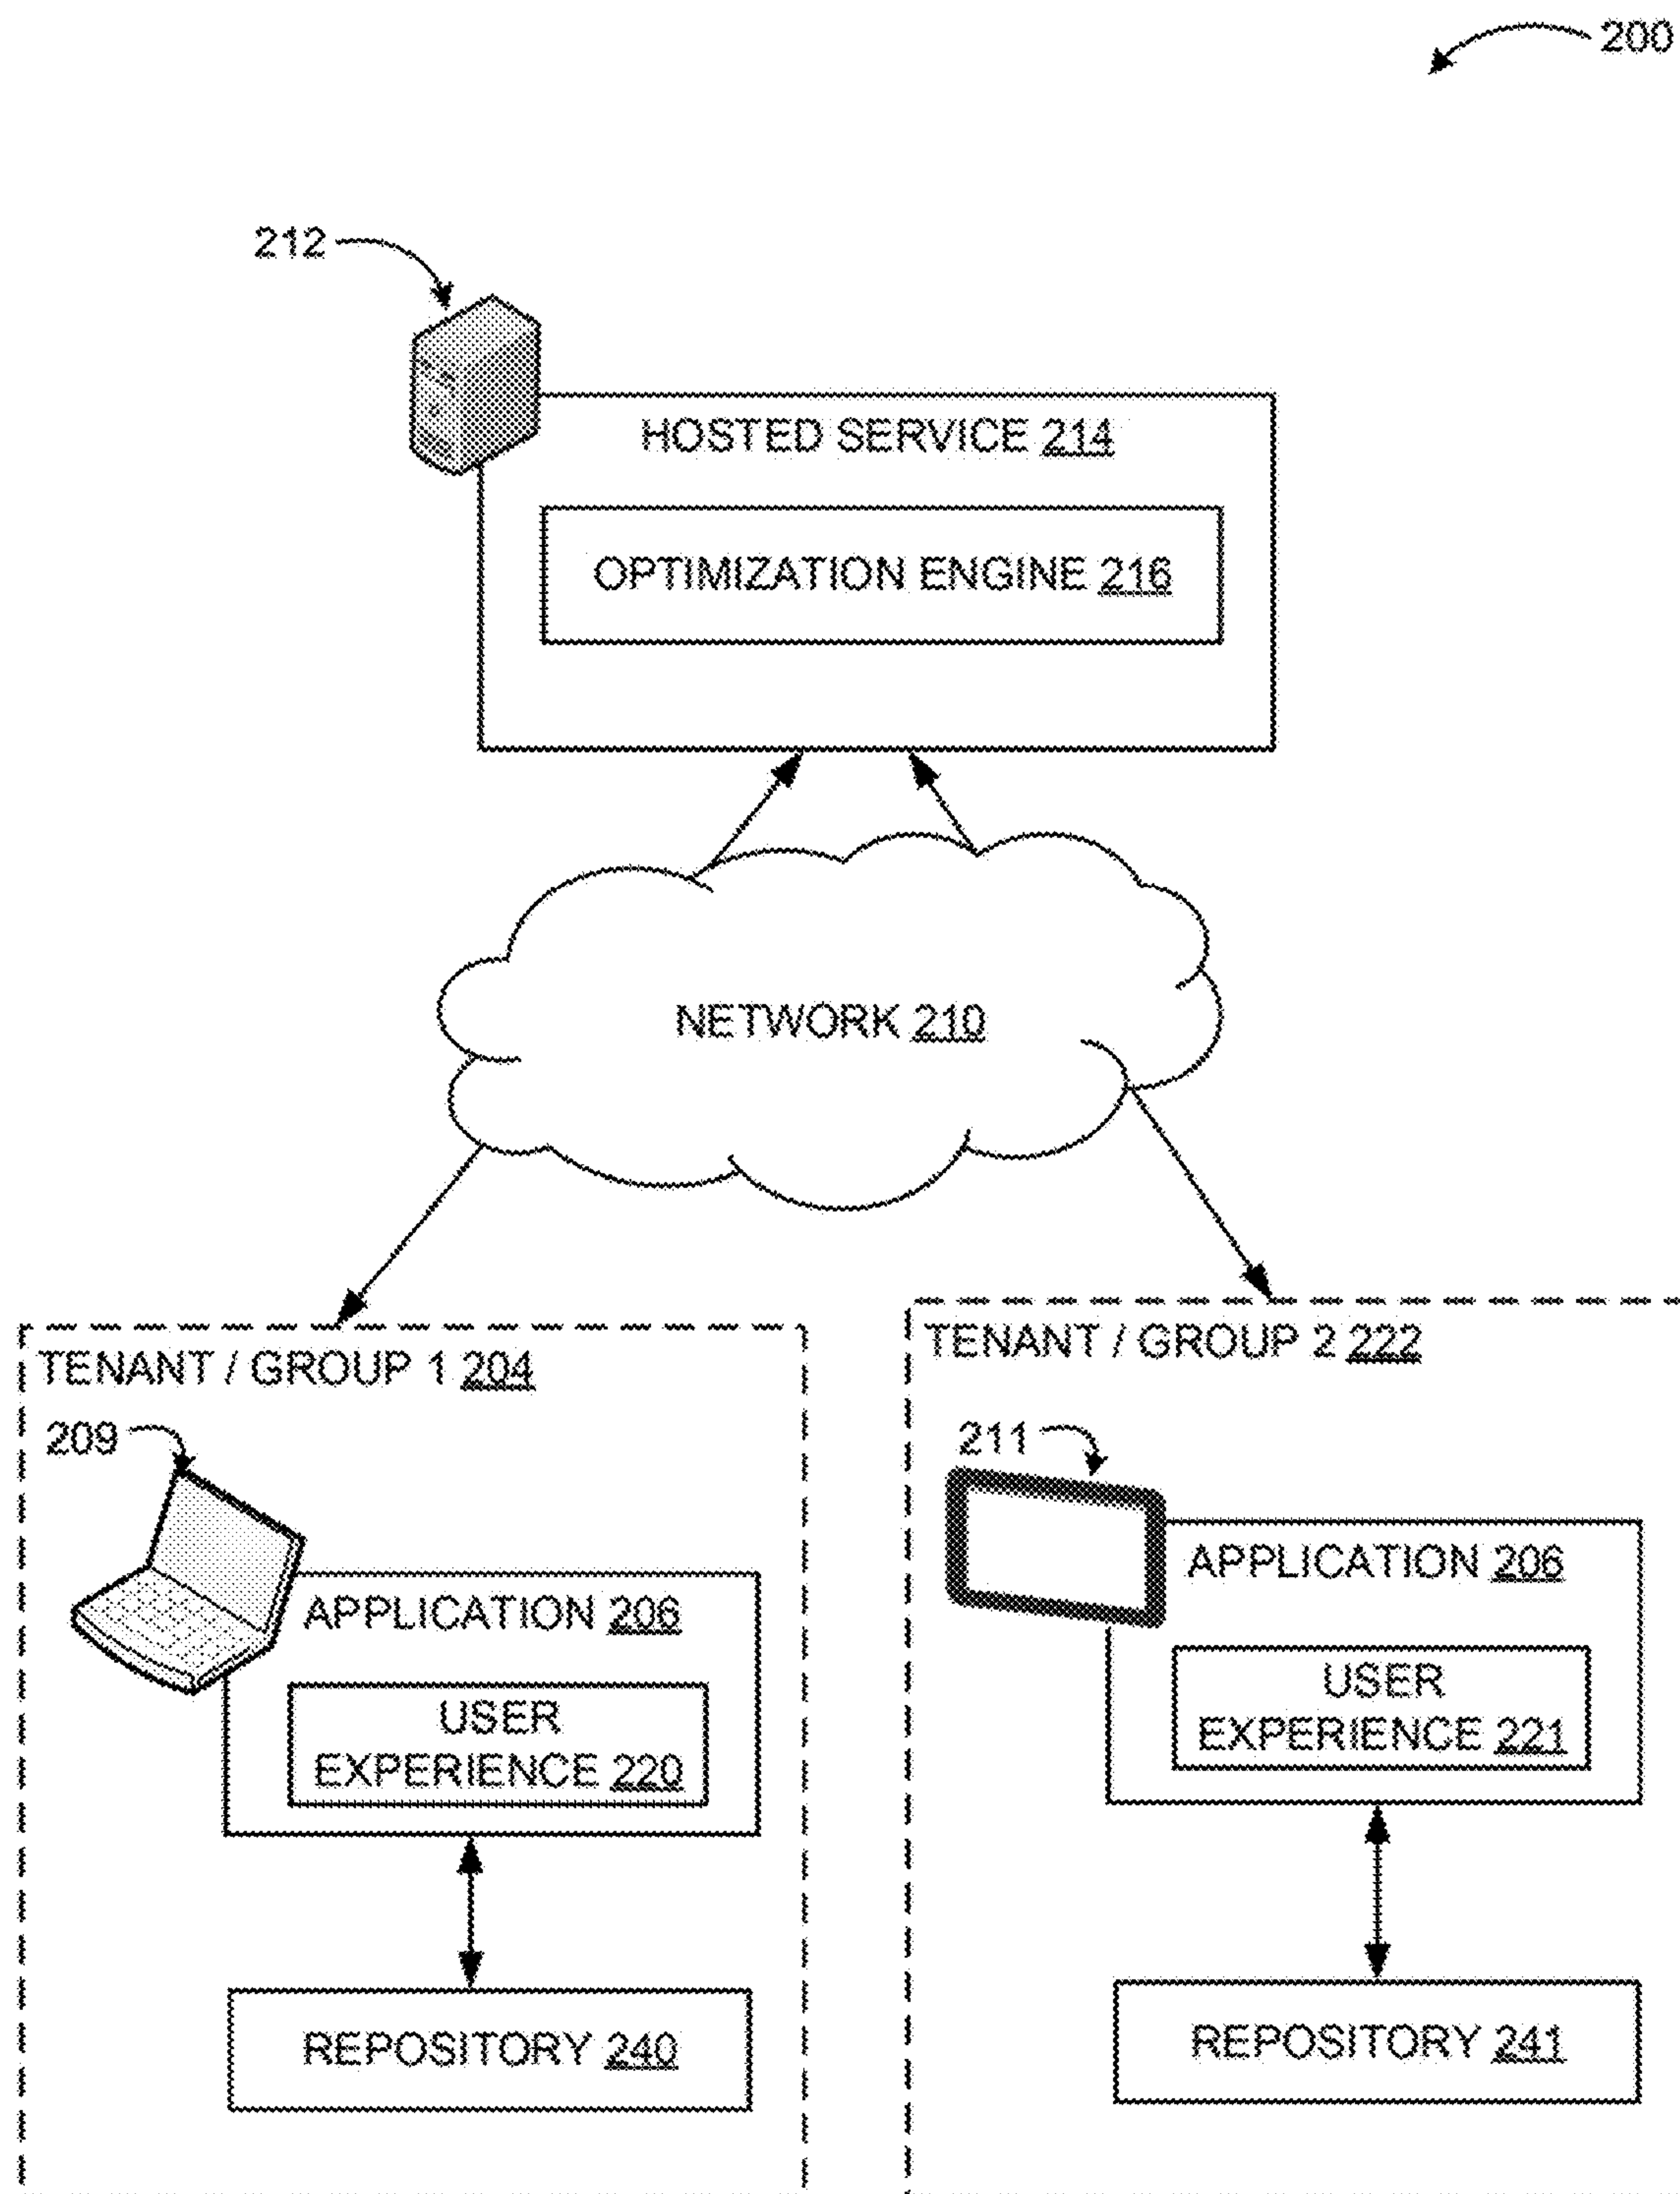 200
212
HOSTED SERVICE 214
OPTIMIZATION ENGINE 216
NETWORK 210
TENANT / GROUP 1 204
209
APPLICATION 206
USER
EXPERIENCE 220
REPOSITORY 240
TENANT / GROUP 2 222
211
APPLICATION 206
USER
EXPERIENCE 221
REPOSITORY 241